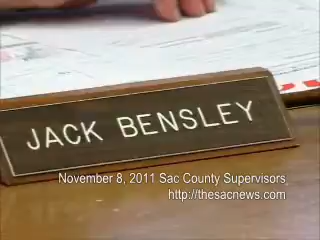 JACK BENSLEY
November 8, 2011 Sac County Supervisors,
http://thesacnews.com